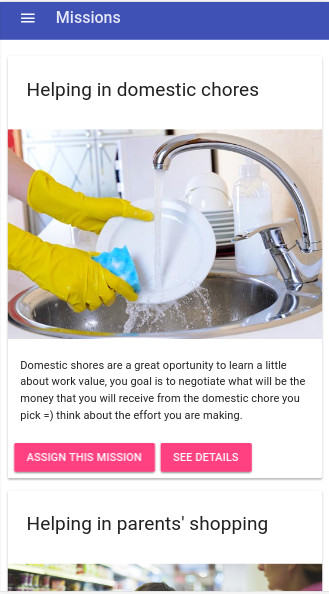 Missions
Helping in domestic chores
Domestic shores are a great oportunity to learn a little
about work value, you goal is to negotiate what will be the
money that you will receive from the domestic chore you
pick =) think about the effort you are making.
ASSIGN THIS MISSION SEE DETAILS
Helping in parents' shopping